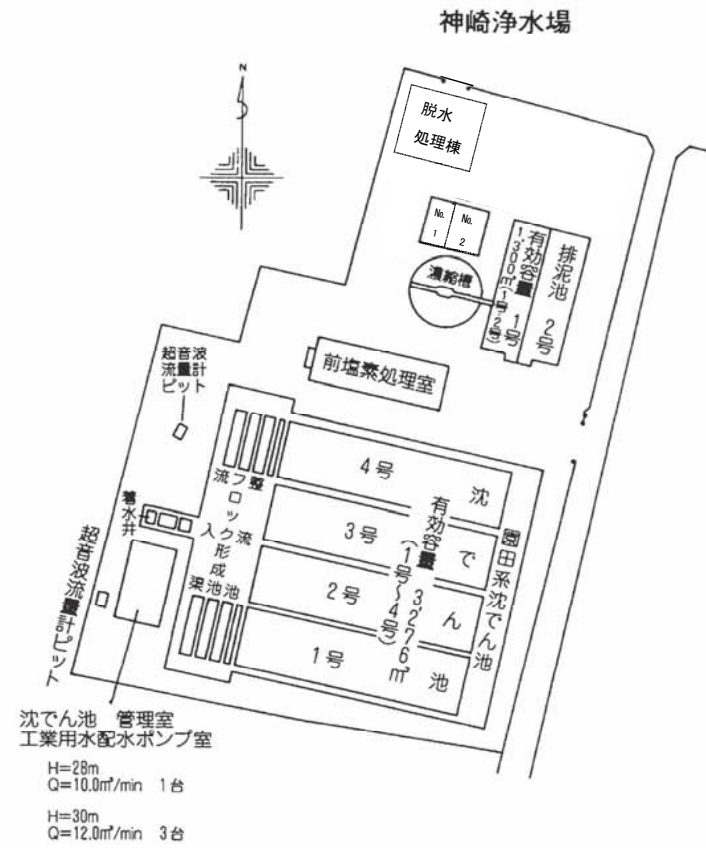 神崎浄水場
N
脱水
処理棟
No.
1
No.
2
濃縮槽
排泥池 2号
1号
有効容量
1,300㎥(1号・2号)
前塩素処理室
超音波
流量計
ピット
4号
3号
2号
1号
沈でん池
有効容量 3,276㎥
(1号〜4号)
園田系沈でん池
流入渠
フロック形成池
整流池
着水井
超音波流量計ピット
沈でん池 管理室
工業用水配水ポンプ室
H=28m
Q=10.0㎥/min 1台
H=30m
Q=12.0㎥/min 3台